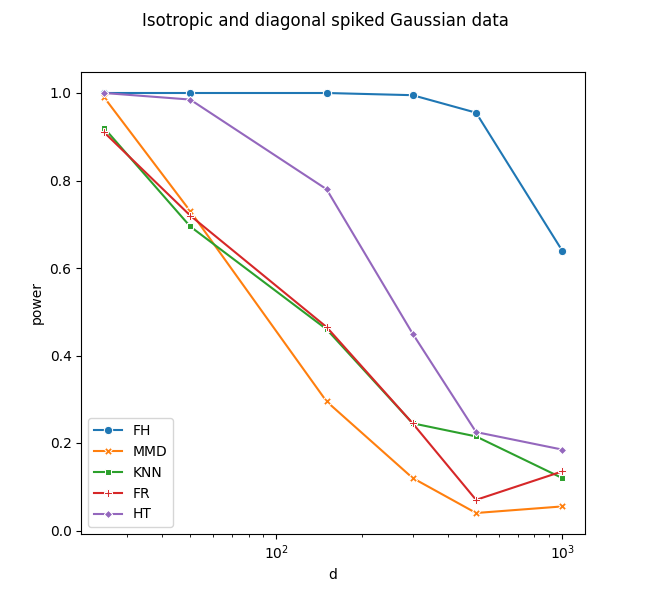 Isotropic and diagonal spiked Gaussian data
1.0
0.8
0.6
0.4
0.2
0.0
power
FH
MMD
KNN
FR
HT
10²
10³
d